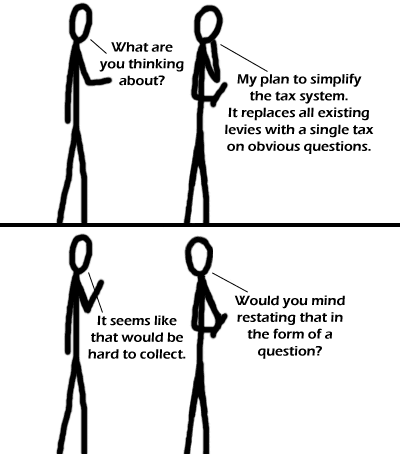 What are
you thinking
about?
My plan to simplify
the tax system.
It replaces all existing
levies with a single tax
on obvious questions.
It seems like
that would be
hard to collect.
Would you mind
restating that in
the form of a
question?